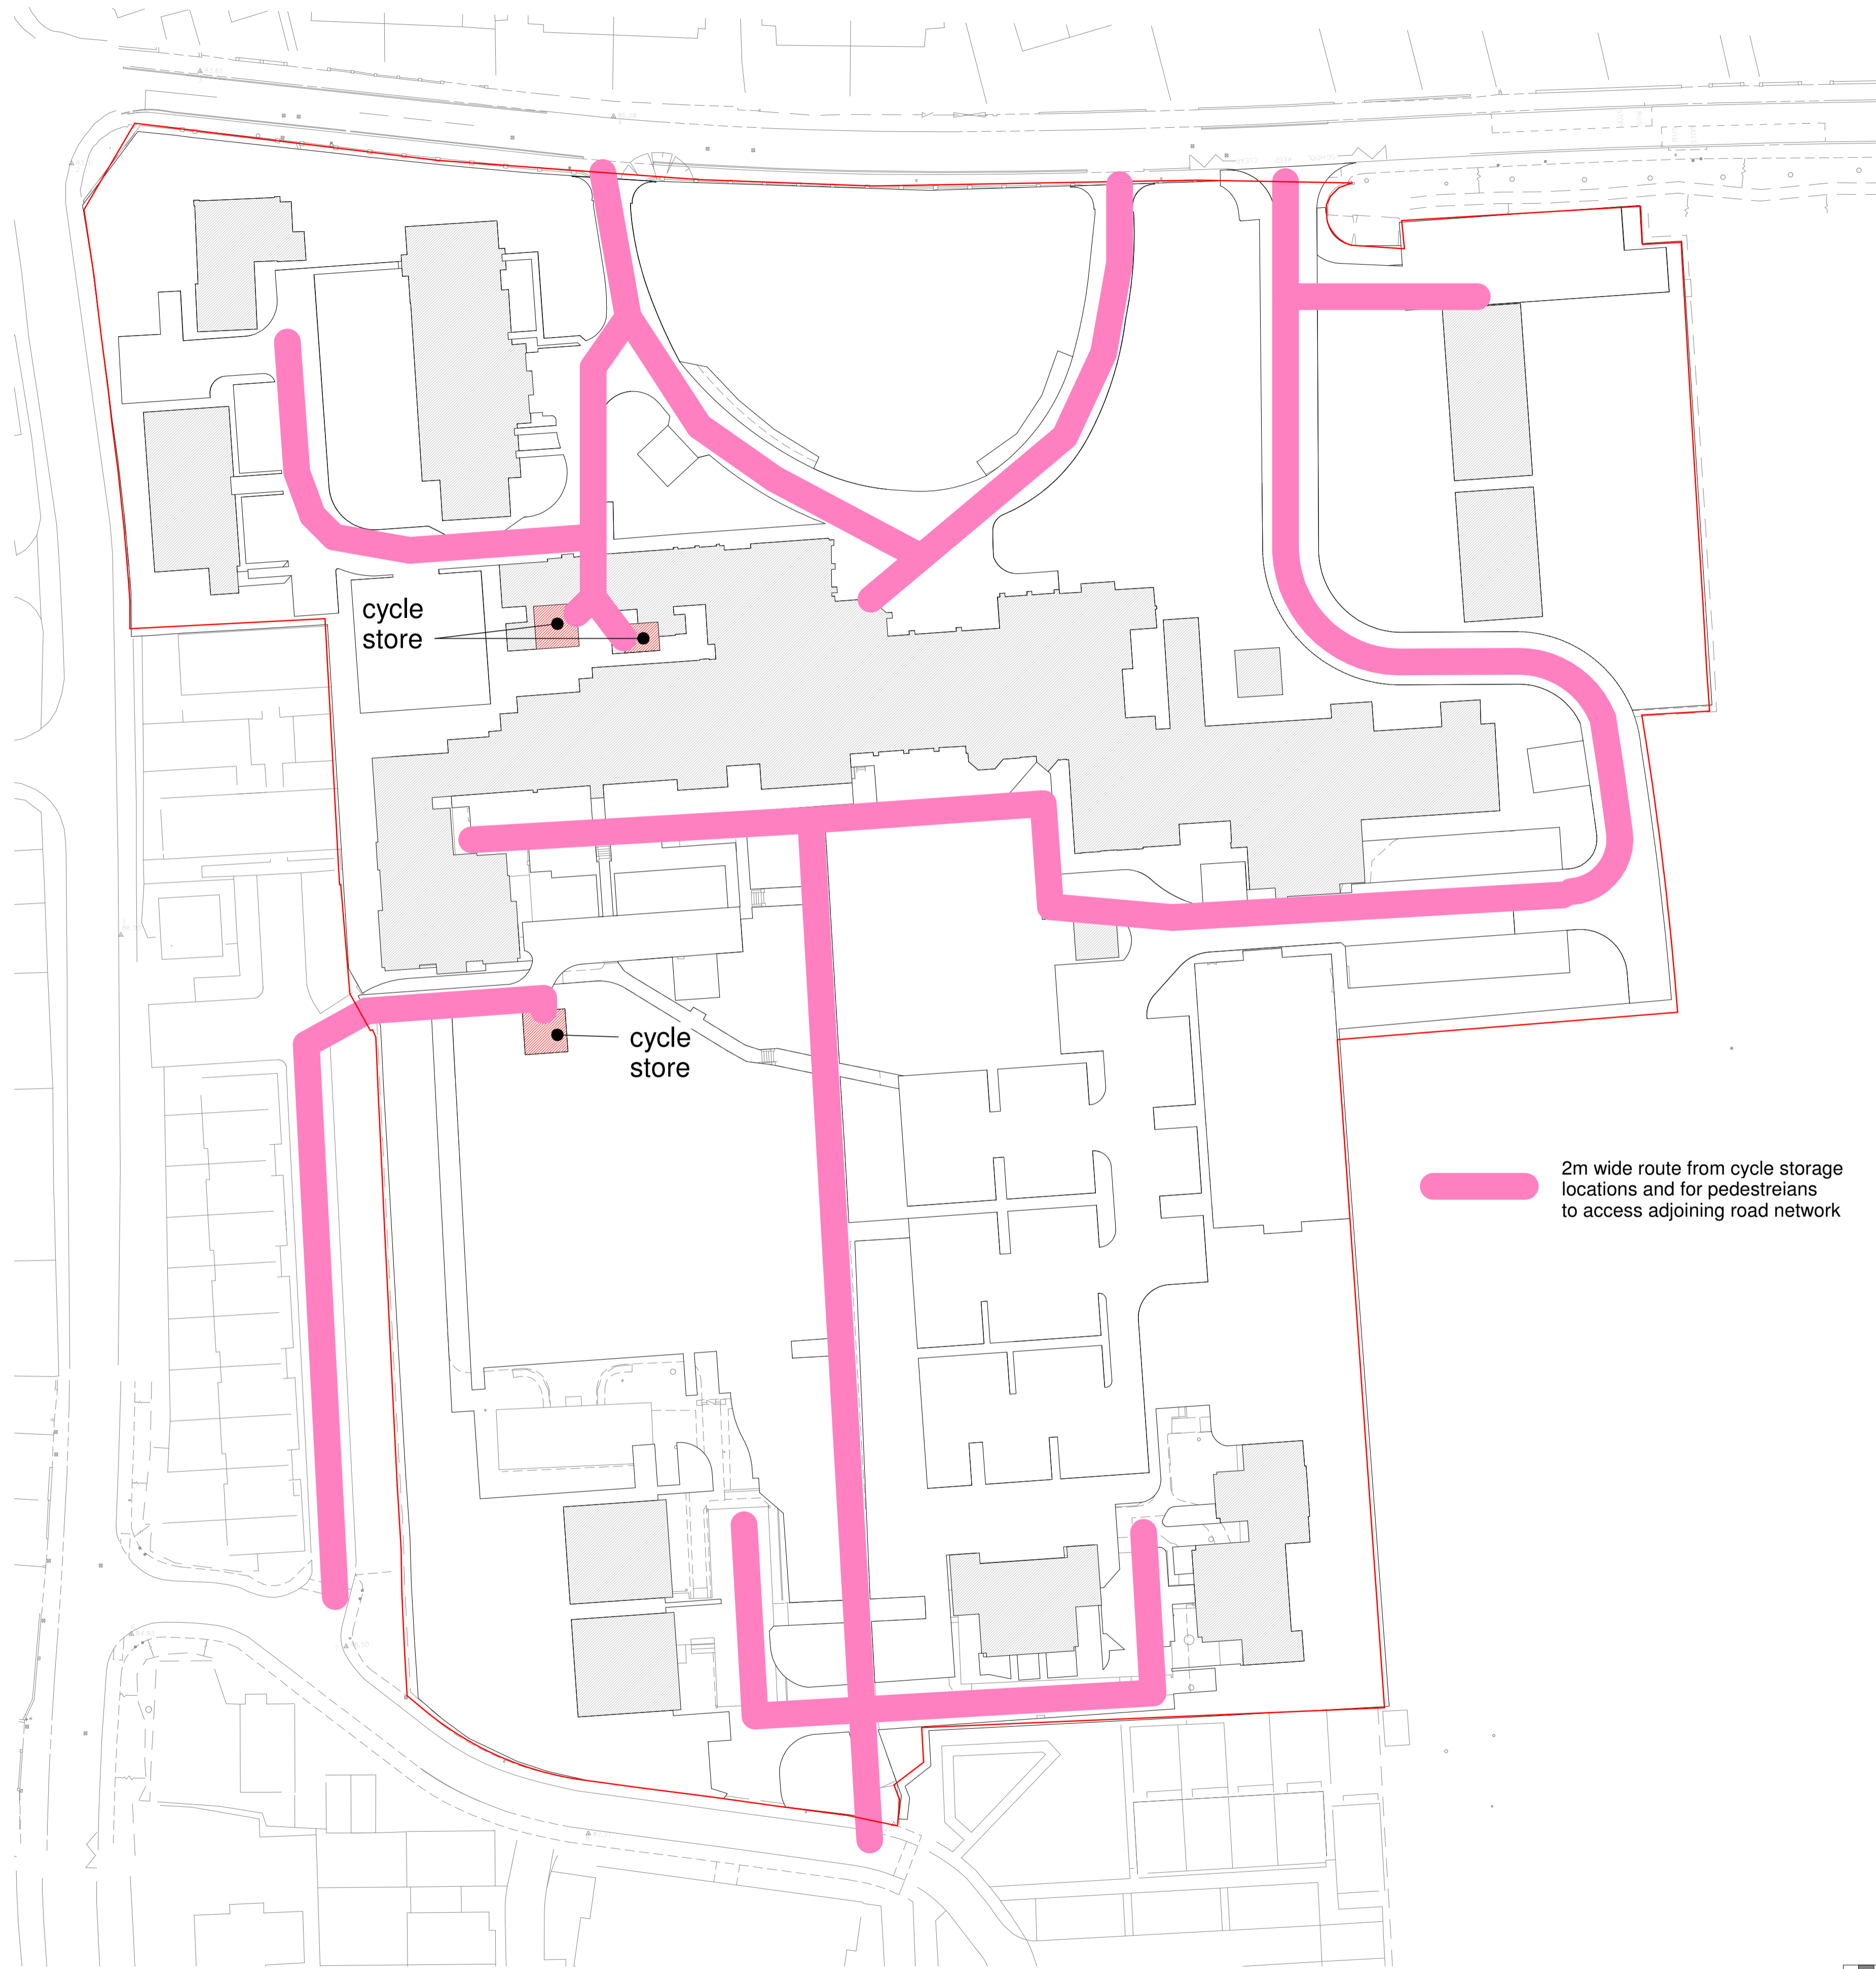 cycle
store
cycle
store
2m wide route from cycle storage
locations and for pedestreians
to access adjoining road network